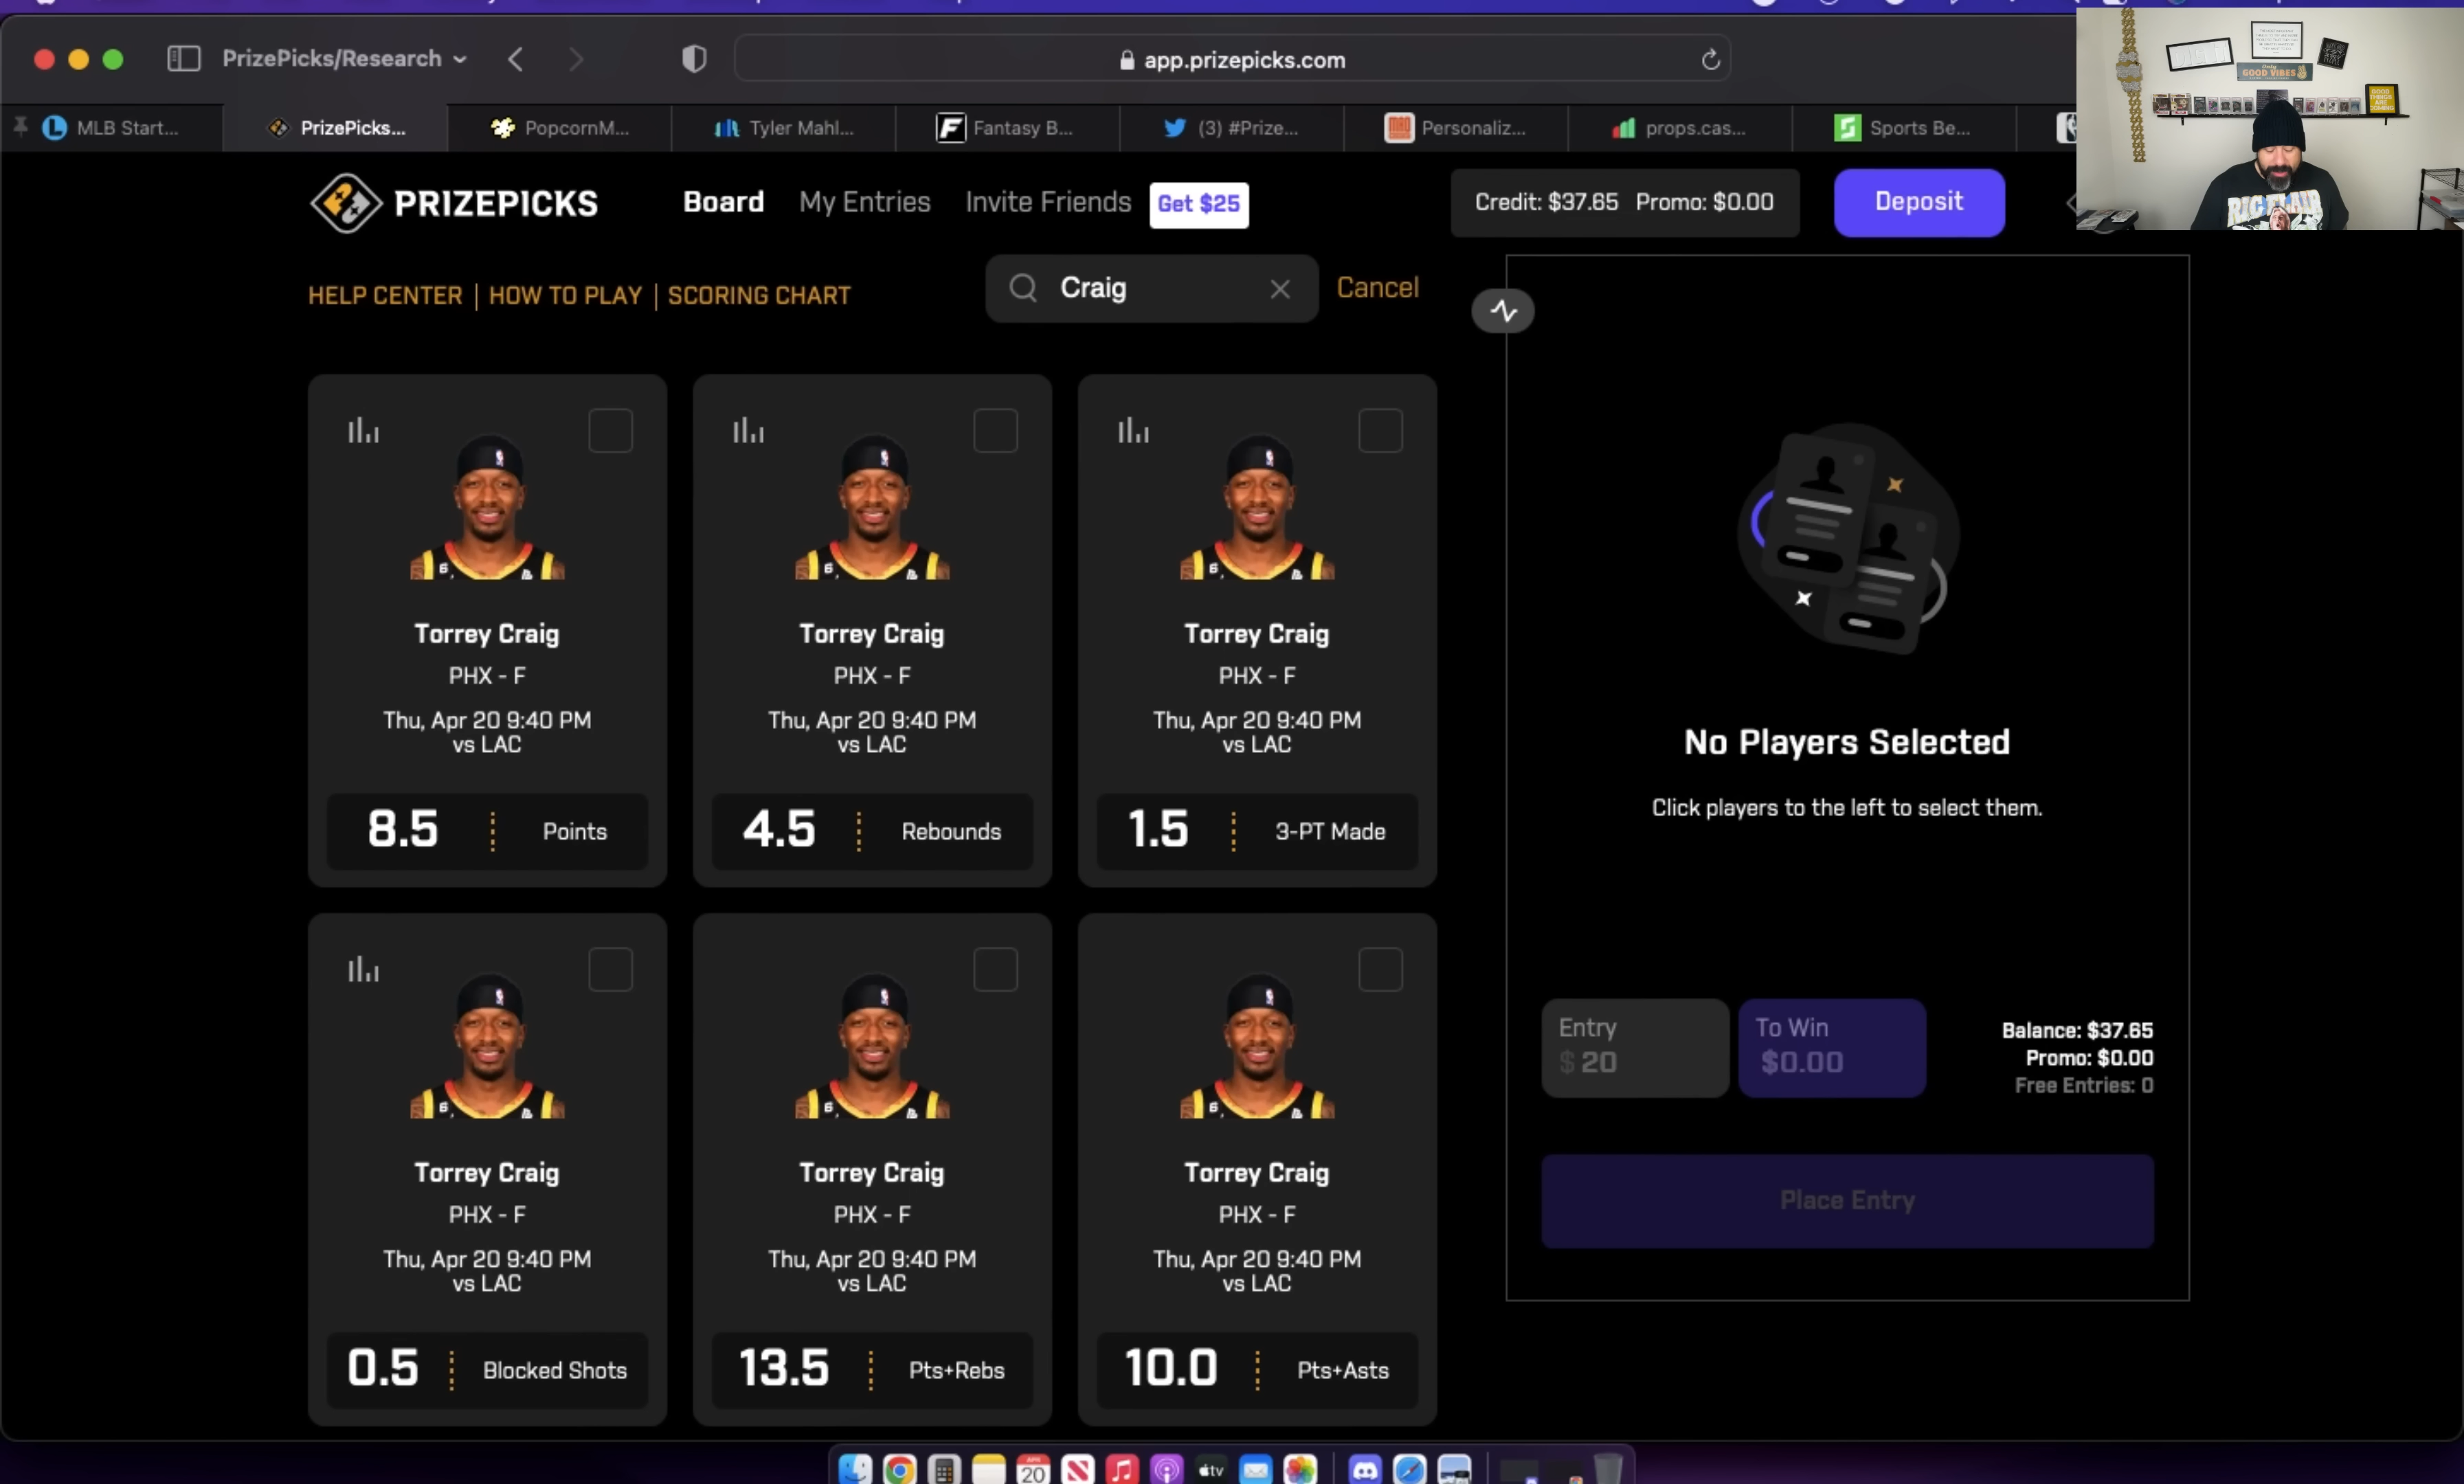 PrizePicks/Research
app.prizepicks.com
MLB Start...
PrizePicks...
PopcornM...
Tyler Mahl...
Fantasy B...
(3) #Prize...
Personaliz...
props.cas...
Sports Be...
GOOD VIBES
PRIZEPICKS
Board
My Entries
Invite Friends
Get $25
Credit: $37.65 Promo: $0.00
Deposit
HELP CENTER | HOW TO PLAY | SCORING CHART
Craig
Cancel
Torrey Craig
PHX - F
Thu, Apr 20 9:40 PM
vs LAC
8.5 Points
Torrey Craig
PHX - F
Thu, Apr 20 9:40 PM
vs LAC
4.5 Rebounds
Torrey Craig
PHX - F
Thu, Apr 20 9:40 PM
vs LAC
1.5 3-PT Made
Torrey Craig
PHX - F
Thu, Apr 20 9:40 PM
vs LAC
0.5 Blocked Shots
Torrey Craig
PHX - F
Thu, Apr 20 9:40 PM
vs LAC
13.5 Pts+Rebs
Torrey Craig
PHX - F
Thu, Apr 20 9:40 PM
vs LAC
10.0 Pts+Asts
No Players Selected
Click players to the left to select them.
Entry
$ 20
To Win
$0.00
Balance: $37.65
Promo: $0.00
Free Entries: 0
Place Entry
APR
20
tv